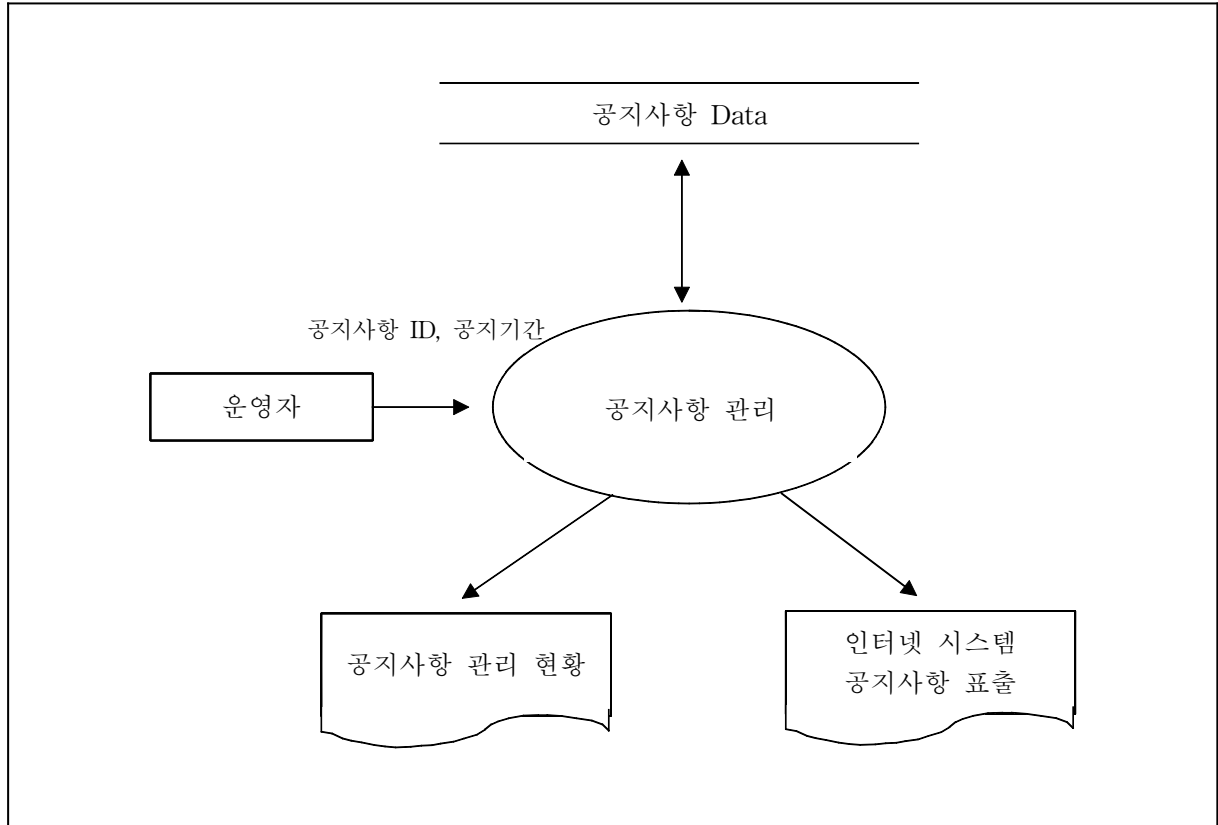 공지사항 Data
공지사항 ID, 공지기간
운영자
공지사항 관리
공지사항 관리 현황
인터넷 시스템
공지사항 표출